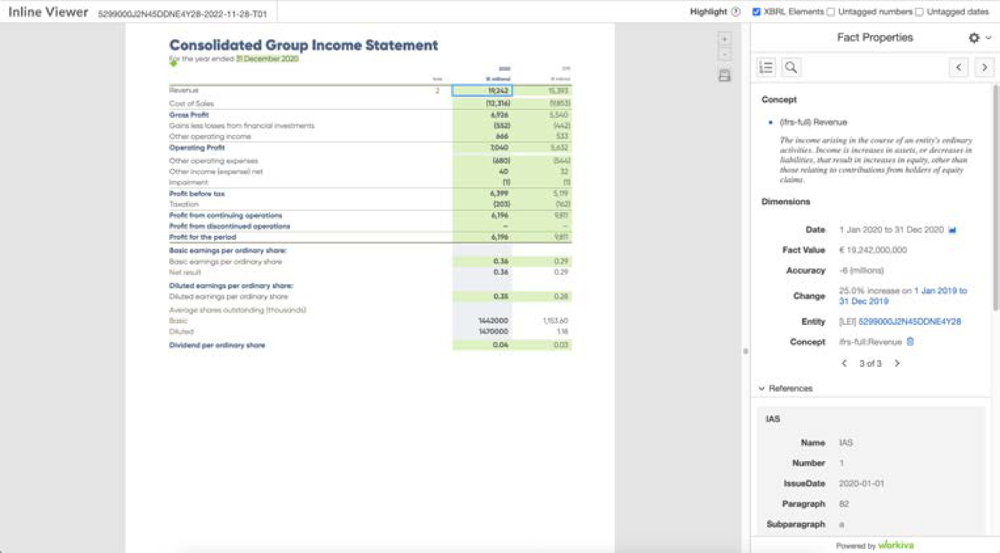 Inline Viewer 5299000J2N45DDNE4Y28-2022-11-28-T01 Highlight ? XBRL Elements Untagged numbers Untagged dates
Consolidated Group Income Statement
For the year ended 31 December 2020
2020
Revenue 2 19,242 15,393
Cost of Sales (12,316) (9,853)
Gross Profit 6,926 5,540
Gains less losses from financial investments (552) (442)
Other operating income 666 533
Operating Profit 7,040 5,632
Other operating expenses (680) (544)
Other income (expense) net 40 32
Impairment (1) (1)
Profit before tax 6,399 5,119
Taxation (203) (162)
Profit from continuing operations 6,196
Profit from discontinued operations – –
Profit for the period 6,196
Basic earnings per ordinary share:
Basic earnings per ordinary share 0.36 0.29
Net result 0.36 0.29
Diluted earnings per ordinary share:
Diluted earnings per ordinary share 0.35 0.28
Average shares outstanding (thousands):
Basic 1442000 1,153.60
Diluted 1470000 1.18
Dividend per ordinary share 0.04 0.03
+
-
Fact Properties
Concept
• (ifrs-full) Revenue
The income arising in the course of an entity's ordinary
activities. Income is increases in assets, or decreases in
liabilities, that result in increases in equity, other than
those relating to contributions from holders of equity
claims.
Dimensions
Date 1 Jan 2020 to 31 Dec 2020
Fact Value € 19,242,000,000
Accuracy -6 (millions)
Change 25.0% increase on 1 Jan 2019 to
31 Dec 2019
Entity [LEI] 5299000J2N45DDNE4Y28
Concept ifrs-full:Revenue
3 of 3
References
IAS
Name IAS
Number 1
IssueDate 2020-01-01
Paragraph 82
Subparagraph a
Powered by workiva